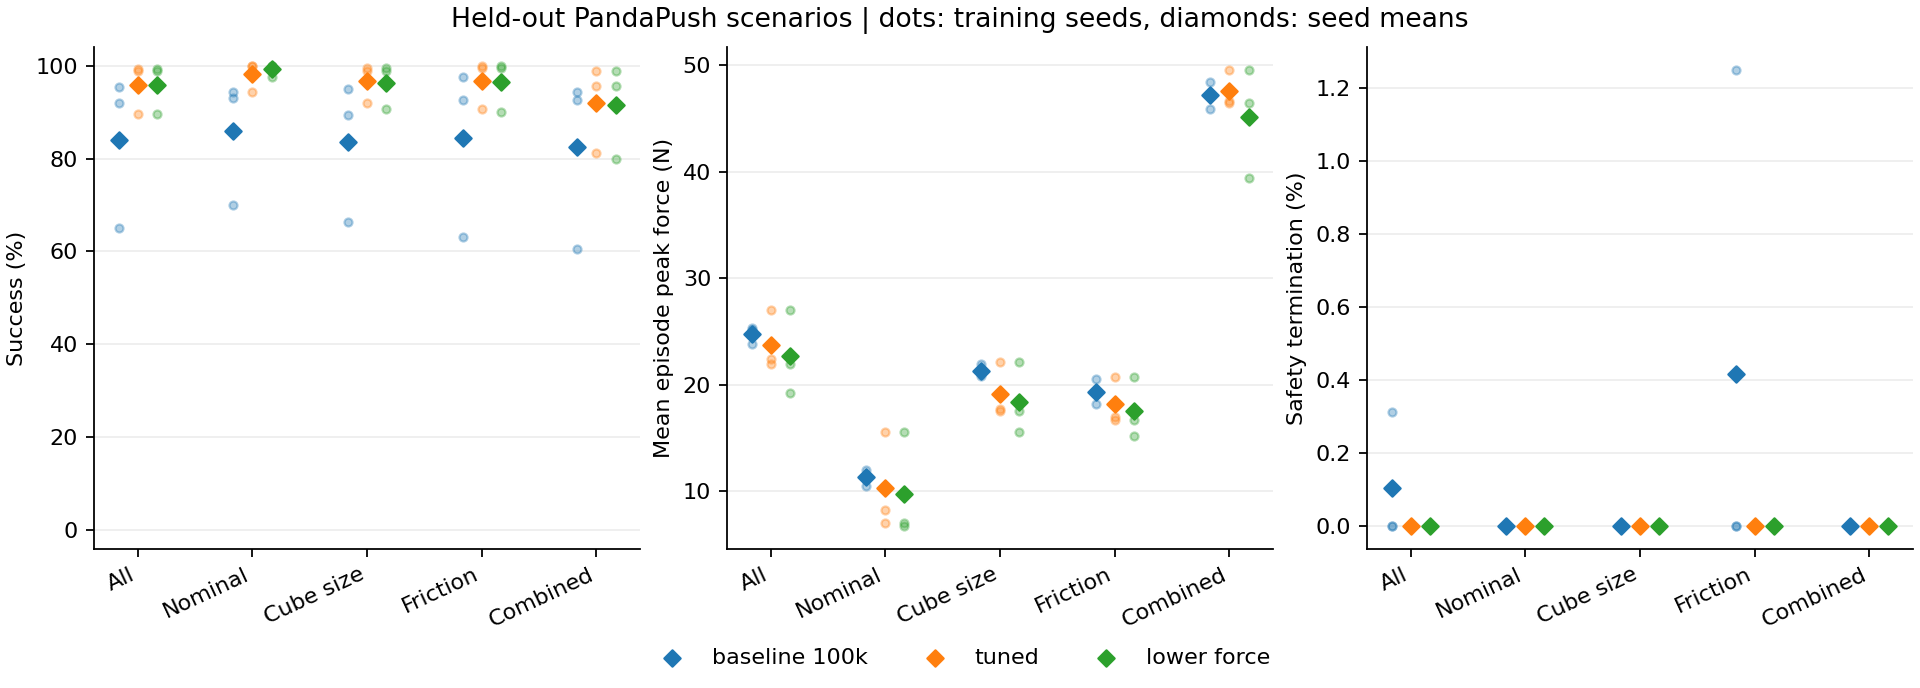 Held-out PandaPush scenarios | dots: training seeds, diamonds: seed means
Success (%)
100
80
60
40
20
0
All
Nominal
Cube size
Friction
Combined
Mean episode peak force (N)
50
40
30
20
10
All
Nominal
Cube size
Friction
Combined
Safety termination (%)
1.2
1.0
0.8
0.6
0.4
0.2
0.0
All
Nominal
Cube size
Friction
Combined
baseline 100k
tuned
lower force